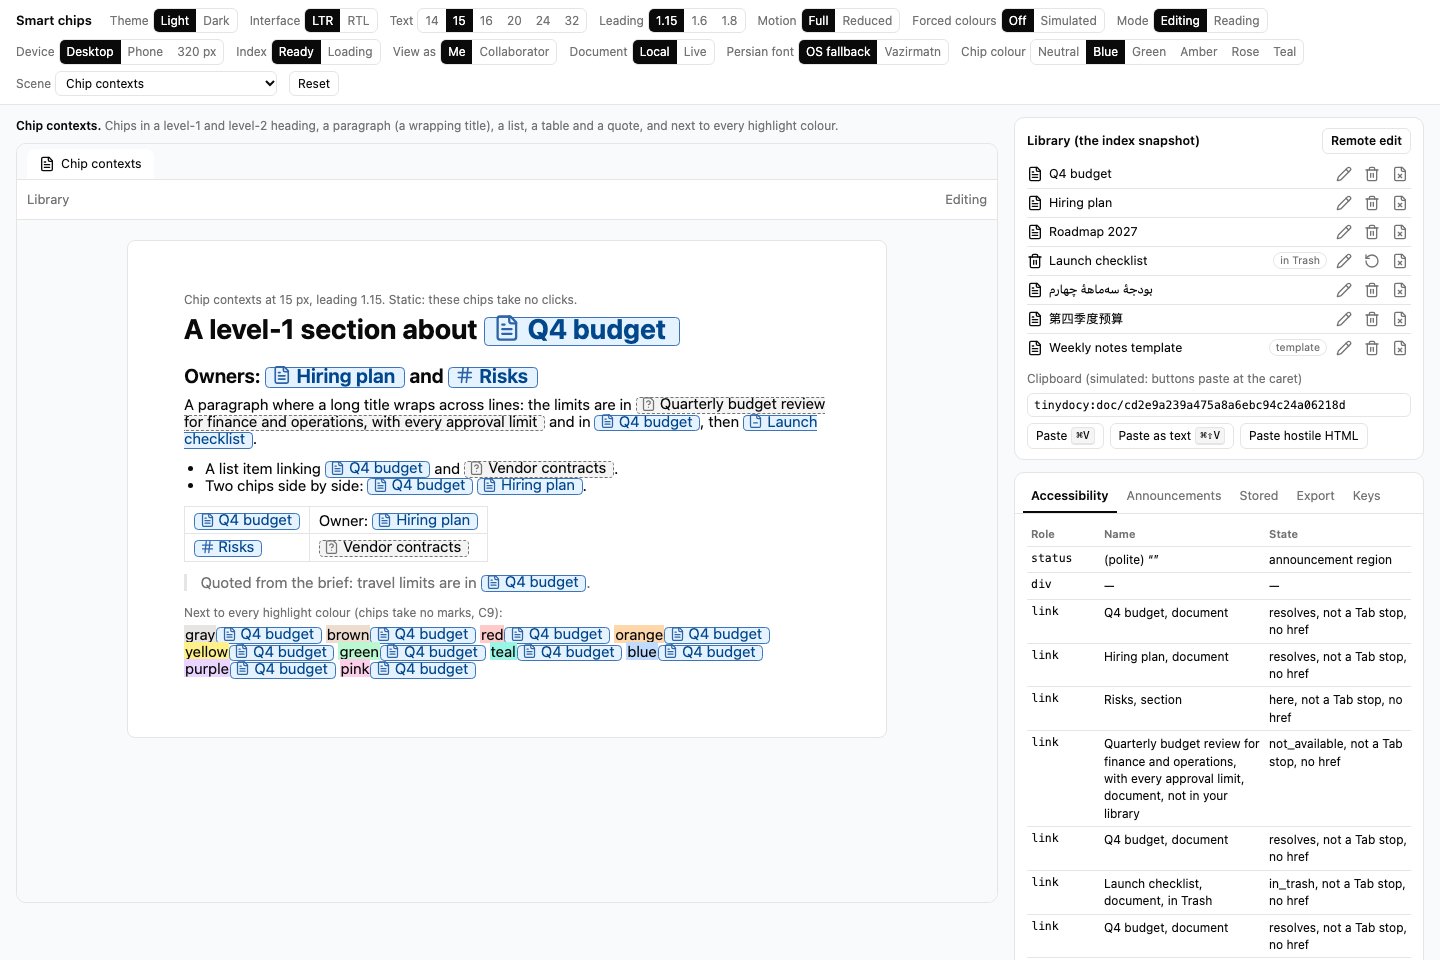 Smart chips Theme Light Dark Interface LTR RTL Text 14 15 16 20 24 32 Leading 1.15 1.6 1.8 Motion Full Reduced Forced colours Off Simulated Mode Editing Reading
Device Desktop Phone 320 px Index Ready Loading View as Me Collaborator Document Local Live Persian font OS fallback Vazirmatn Chip colour Neutral Blue Green Amber Rose Teal
Scene Chip contexts Reset
Chip contexts. Chips in a level-1 and level-2 heading, a paragraph (a wrapping title), a list, a table and a quote, and next to every highlight colour.
Chip contexts
Library Editing
Chip contexts at 15 px, leading 1.15. Static: these chips take no clicks.
A level-1 section about Q4 budget
Owners: Hiring plan and # Risks
A paragraph where a long title wraps across lines: the limits are in Quarterly budget review
for finance and operations, with every approval limit and in Q4 budget, then Launch
checklist.
• A list item linking Q4 budget and Vendor contracts.
• Two chips side by side: Q4 budget Hiring plan.
Q4 budget Owner: Hiring plan
# Risks Vendor contracts
Quoted from the brief: travel limits are in Q4 budget.
Next to every highlight colour (chips take no marks, C9):
gray Q4 budget brown Q4 budget red Q4 budget orange Q4 budget
yellow Q4 budget green Q4 budget teal Q4 budget blue Q4 budget
purple Q4 budget pink Q4 budget
Library (the index snapshot) Remote edit
Q4 budget
Hiring plan
Roadmap 2027
Launch checklist in Trash
بودجهٔ سه‌ماههٔ چهارم
第四季度预算
Weekly notes template template
Clipboard (simulated: buttons paste at the caret)
tinydocy:doc/cd2e9a239a475a8a6ebc94c24a06218d
Paste ⌘V Paste as text ⌘⇧V Paste hostile HTML
Accessibility Announcements Stored Export Keys
Role Name State
status (polite) “” announcement region
div — —
link Q4 budget, document resolves, not a Tab stop,
no href
link Hiring plan, document resolves, not a Tab stop,
no href
link Risks, section here, not a Tab stop, no
href
link Quarterly budget review for not_available, not a Tab
finance and operations, stop, no href
with every approval limit,
document, not in your
library
link Q4 budget, document resolves, not a Tab stop,
no href
link Launch checklist, in_trash, not a Tab stop,
document, in Trash no href
link Q4 budget, document resolves, not a Tab stop,
no href